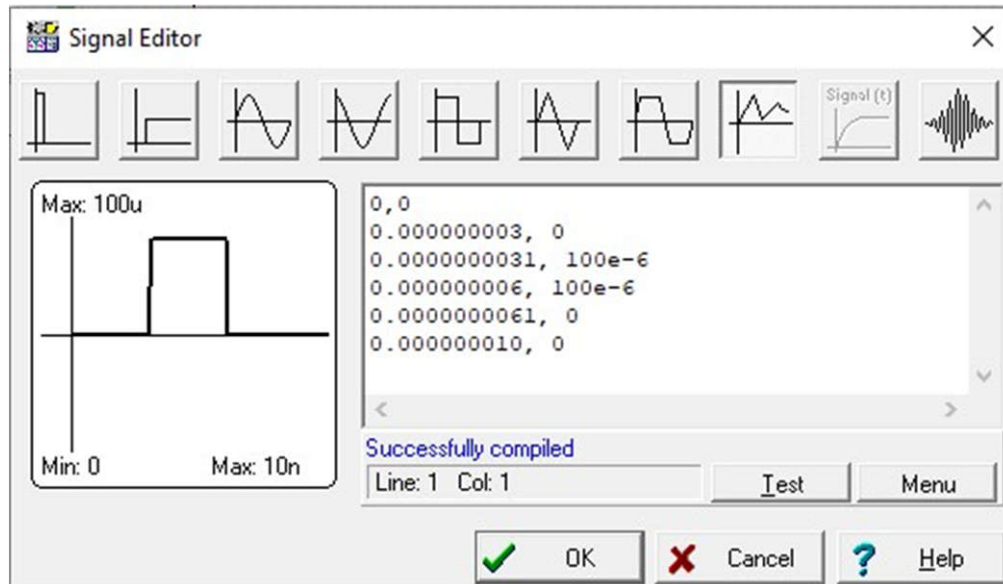 Signal Editor
Signal (t)
Max: 100u
Min: 0
Max: 10n
0,0
0.000000003, 0
0.0000000031, 100e-6
0.000000006, 100e-6
0.0000000061, 0
0.000000010, 0
Successfully compiled
Line: 1 Col: 1
Test
Menu
OK
Cancel
? Help